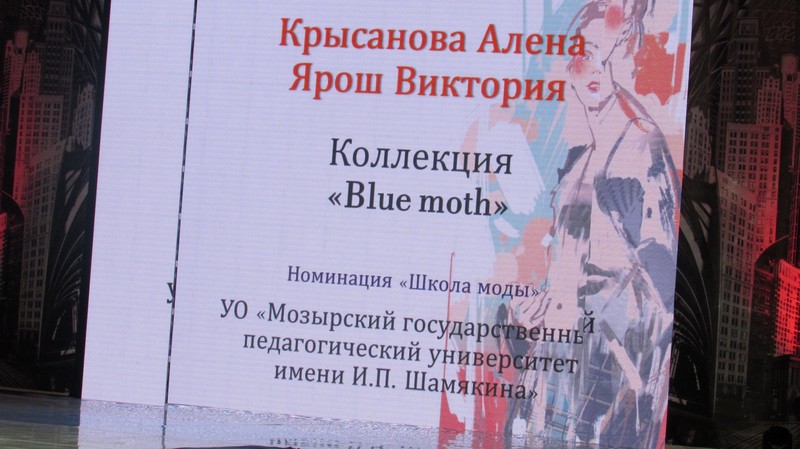 Крысанова Алена
Ярош Виктория
Коллекция
«Blue moth»
Номинация «Школа моды»
УО «Мозырский государственный
педагогический университет
имени И.П. Шамякина»